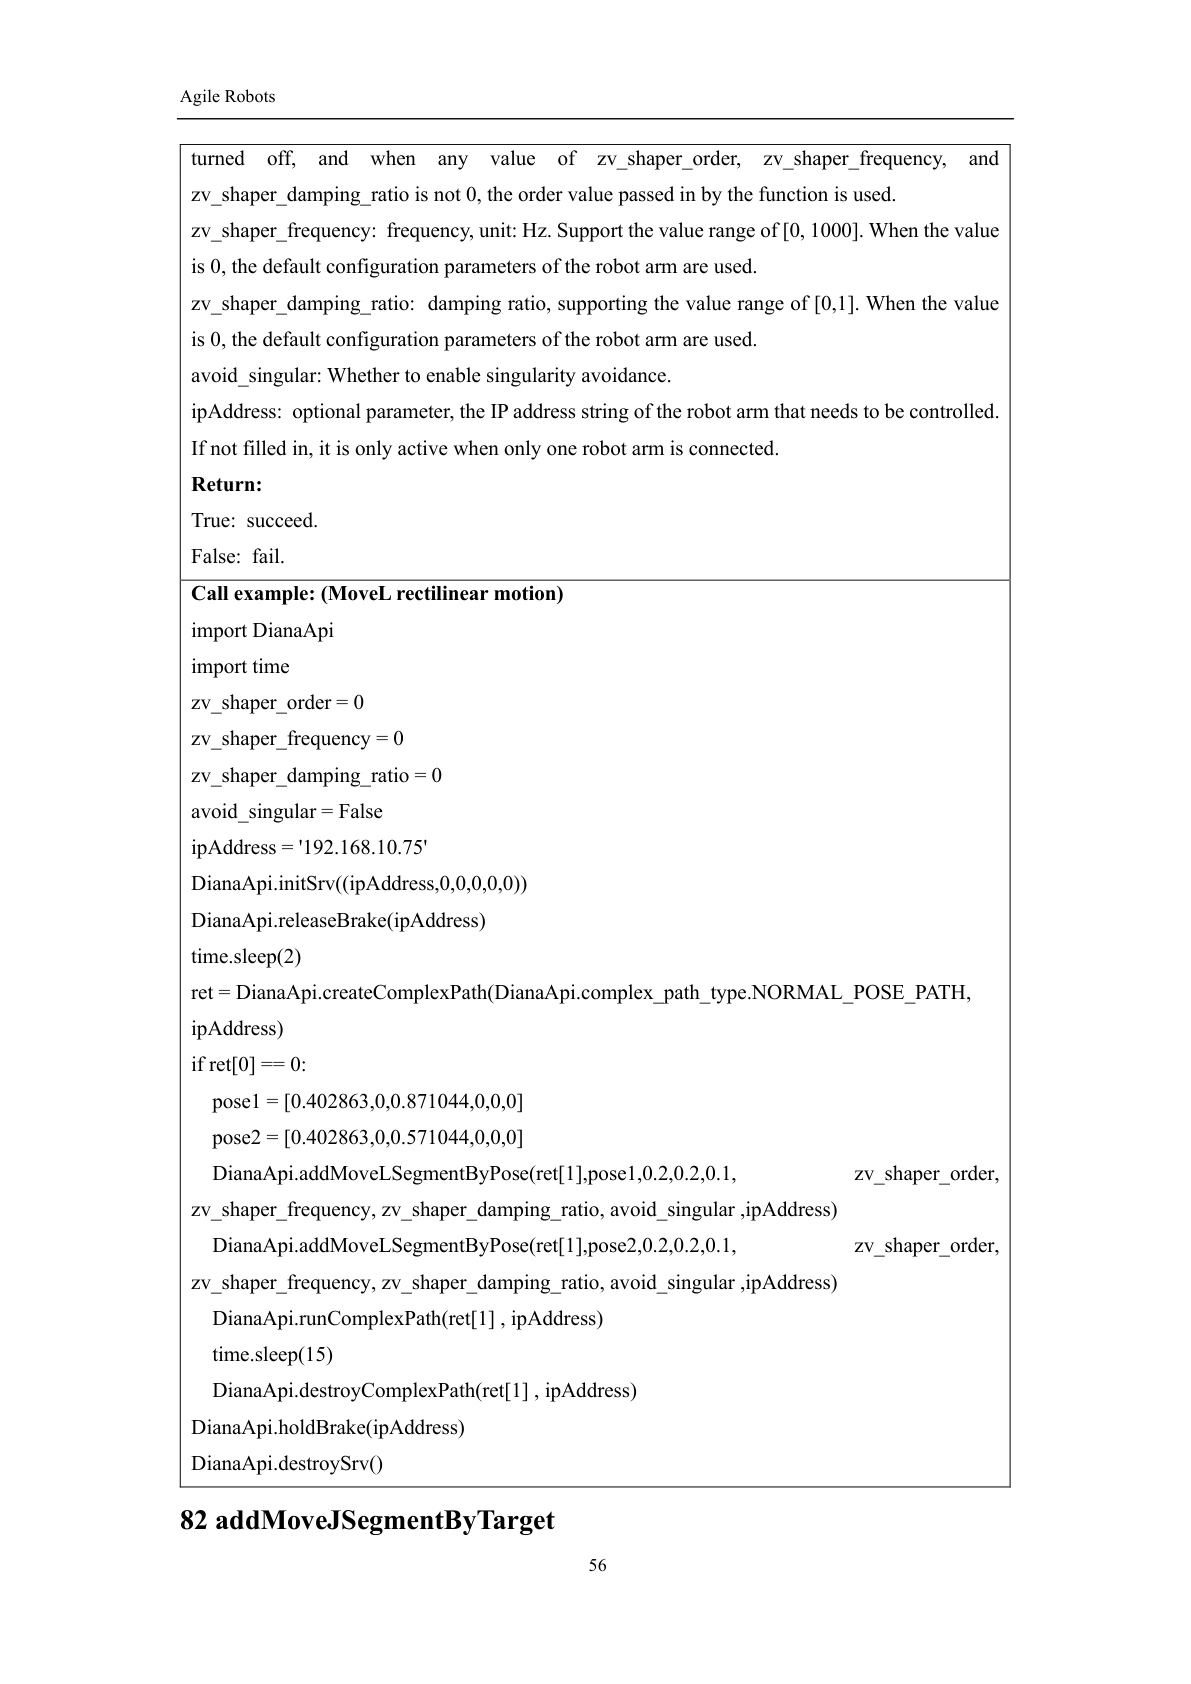 Agile Robots
turned off, and when any value of zv_shaper_order, zv_shaper_frequency, and
zv_shaper_damping_ratio is not 0, the order value passed in by the function is used.
zv_shaper_frequency: frequency, unit: Hz. Support the value range of [0, 1000]. When the value
is 0, the default configuration parameters of the robot arm are used.
zv_shaper_damping_ratio: damping ratio, supporting the value range of [0,1]. When the value
is 0, the default configuration parameters of the robot arm are used.
avoid_singular: Whether to enable singularity avoidance.
ipAddress: optional parameter, the IP address string of the robot arm that needs to be controlled.
If not filled in, it is only active when only one robot arm is connected.
Return:
True: succeed.
False: fail.
Call example: (MoveL rectilinear motion)
import DianaApi
import time
zv_shaper_order = 0
zv_shaper_frequency = 0
zv_shaper_damping_ratio = 0
avoid_singular = False
ipAddress = '192.168.10.75'
DianaApi.initSrv((ipAddress,0,0,0,0,0))
DianaApi.releaseBrake(ipAddress)
time.sleep(2)
ret = DianaApi.createComplexPath(DianaApi.complex_path_type.NORMAL_POSE_PATH,
ipAddress)
if ret[0] == 0:
pose1 = [0.402863,0,0.871044,0,0,0]
pose2 = [0.402863,0,0.571044,0,0,0]
DianaApi.addMoveLSegmentByPose(ret[1],pose1,0.2,0.2,0.1, zv_shaper_order,
zv_shaper_frequency, zv_shaper_damping_ratio, avoid_singular ,ipAddress)
DianaApi.addMoveLSegmentByPose(ret[1],pose2,0.2,0.2,0.1, zv_shaper_order,
zv_shaper_frequency, zv_shaper_damping_ratio, avoid_singular ,ipAddress)
DianaApi.runComplexPath(ret[1] , ipAddress)
time.sleep(15)
DianaApi.destroyComplexPath(ret[1] , ipAddress)
DianaApi.holdBrake(ipAddress)
DianaApi.destroySrv()
82 addMoveJSegmentByTarget
56